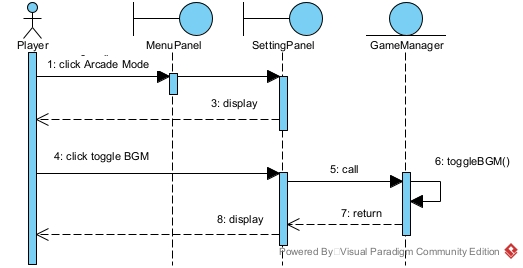 Player
MenuPanel
SettingPanel
GameManager
1: click Arcade Mode
3: display
4: click toggle BGM
5: call
6: toggleBGM()
7: return
8: display
Powered By Visual Paradigm Community Edition